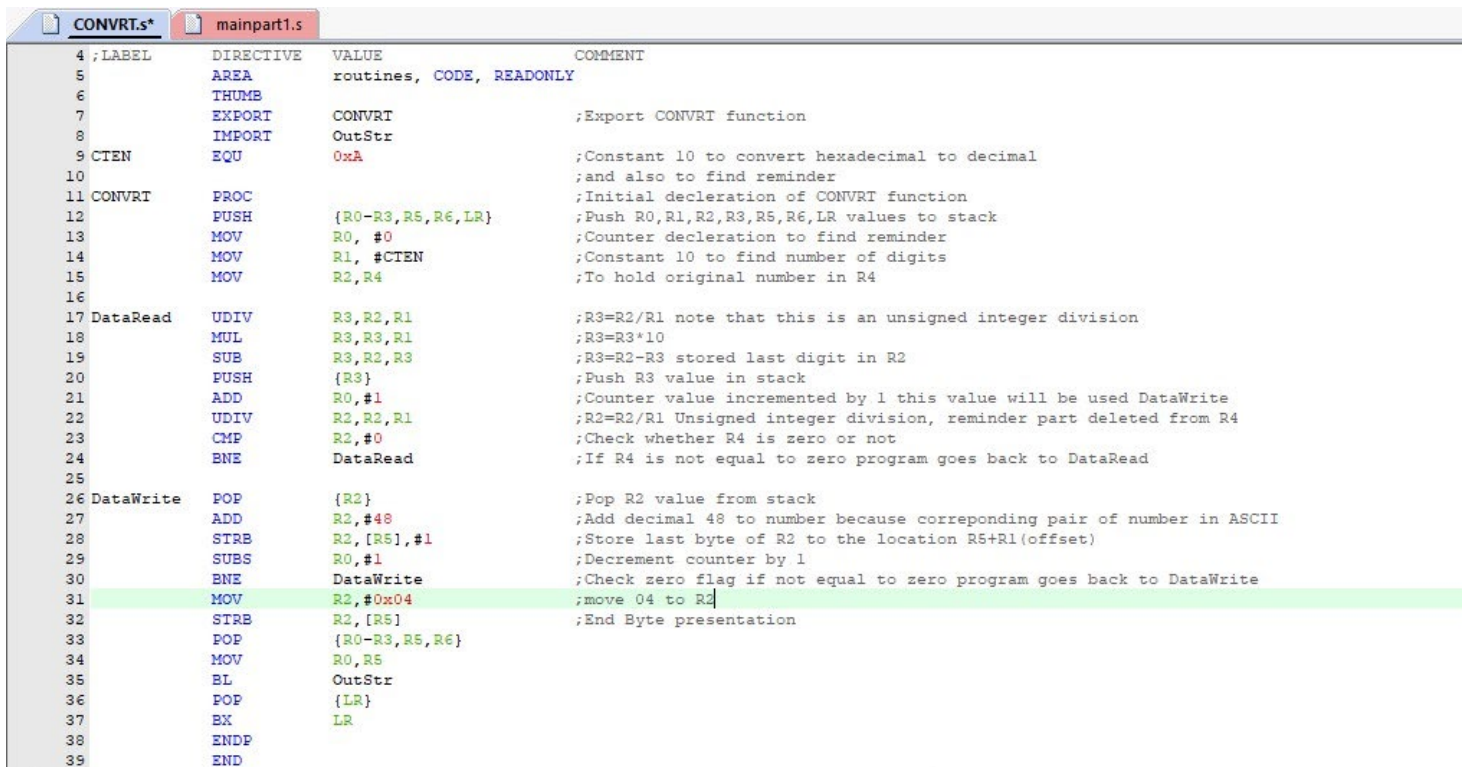 CONVRT.s* mainpart1.s
4 ;LABEL DIRECTIVE VALUE COMMENT
5 AREA routines, CODE, READONLY
6 THUMB
7 EXPORT CONVRT ;Export CONVRT function
8 IMPORT OutStr
9 CTEN EQU 0xA ;Constant 10 to convert hexadecimal to decimal
10 ;and also to find reminder
11 CONVRT PROC ;Initial decleration of CONVRT function
12 PUSH {R0-R3,R5,R6,LR} ;Push R0,R1,R2,R3,R5,R6,LR values to stack
13 MOV R0, #0 ;Counter decleration to find reminder
14 MOV R1, #CTEN ;Constant 10 to find number of digits
15 MOV R2,R4 ;To hold original number in R4
16
17 DataRead UDIV R3,R2,R1 ;R3=R2/R1 note that this is an unsigned integer division
18 MUL R3,R3,R1 ;R3=R3*10
19 SUB R3,R2,R3 ;R3=R2-R3 stored last digit in R2
20 PUSH {R3} ;Push R3 value in stack
21 ADD R0,#1 ;Counter value incremented by 1 this value will be used DataWrite
22 UDIV R2,R2,R1 ;R2=R2/R1 Unsigned integer division, reminder part deleted from R4
23 CMP R2,#0 ;Check whether R4 is zero or not
24 BNE DataRead ;If R4 is not equal to zero program goes back to DataRead
25
26 DataWrite POP {R2} ;Pop R2 value from stack
27 ADD R2,#48 ;Add decimal 48 to number because correponding pair of number in ASCII
28 STRB R2,[R5],#1 ;Store last byte of R2 to the location R5+R1(offset)
29 SUBS R0,#1 ;Decrement counter by 1
30 BNE DataWrite ;Check zero flag if not equal to zero program goes back to DataWrite
31 MOV R2,#0x04 ;move 04 to R2
32 STRB R2,[R5] ;End Byte presentation
33 POP {R0-R3,R5,R6}
34 MOV R0,R5
35 BL OutStr
36 POP {LR}
37 BX LR
38 ENDP
39 END